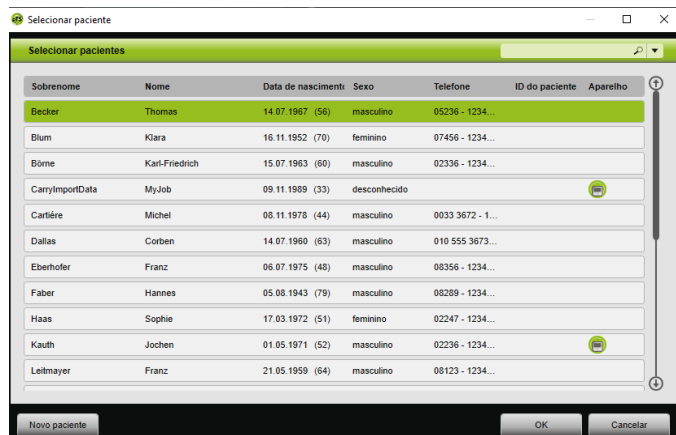 Selecionar paciente
Selecionar pacientes
Sobrenome Nome Data de nascimento Sexo Telefone ID do paciente Aparelho
Becker Thomas 14.07.1967 (56) masculino 05236 - 1234...
Blum Klara 16.11.1952 (70) feminino 07456 - 1234...
Börne Karl-Friedrich 15.07.1963 (60) masculino 02336 - 1234...
CarryImportData MyJob 09.11.1989 (33) desconhecido
Cartiére Michel 08.11.1978 (44) masculino 0033 3672 - 1...
Dallas Corben 14.07.1960 (63) masculino 010 555 3673...
Eberhofer Franz 06.07.1975 (48) masculino 08356 - 1234...
Faber Hannes 05.08.1943 (79) masculino 08289 - 1234...
Haas Sophie 17.03.1972 (51) feminino 02247 - 1234...
Kauth Jochen 01.05.1971 (52) masculino 02236 - 1234...
Leitmayer Franz 21.05.1959 (64) masculino 08123 - 1234...
Novo paciente OK Cancelar